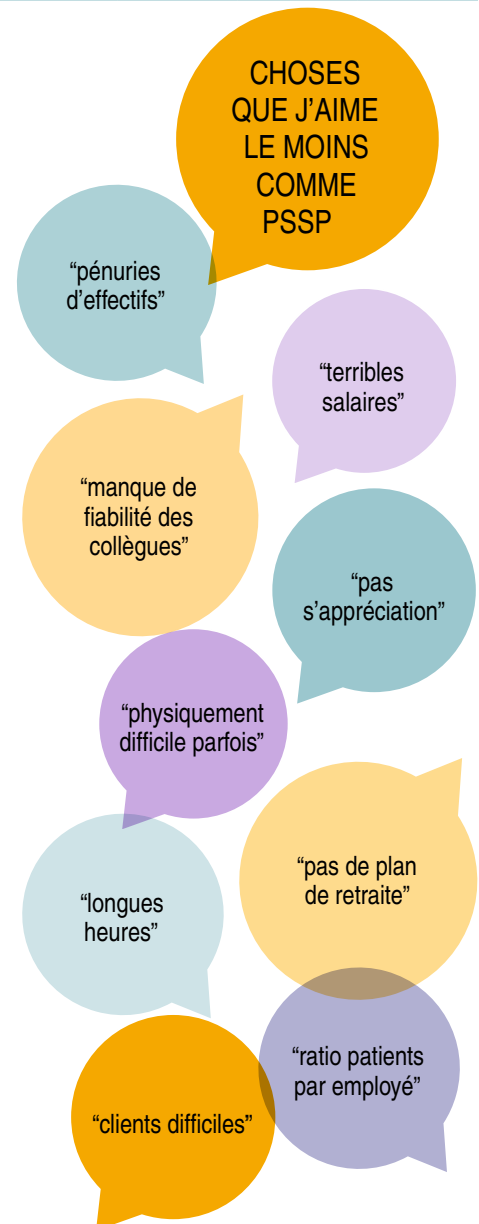 CHOSES
QUE J’AIME
LE MOINS
COMME
PSSP
“pénuries
d’effectifs”
“terribles
salaires”
“manque de
fiabilité des
collègues”
“pas
s’appréciation”
“physiquement
difficile parfois”
“pas de plan
de retraite”
“longues
heures”
“ratio patients
par employé”
“clients difficiles”